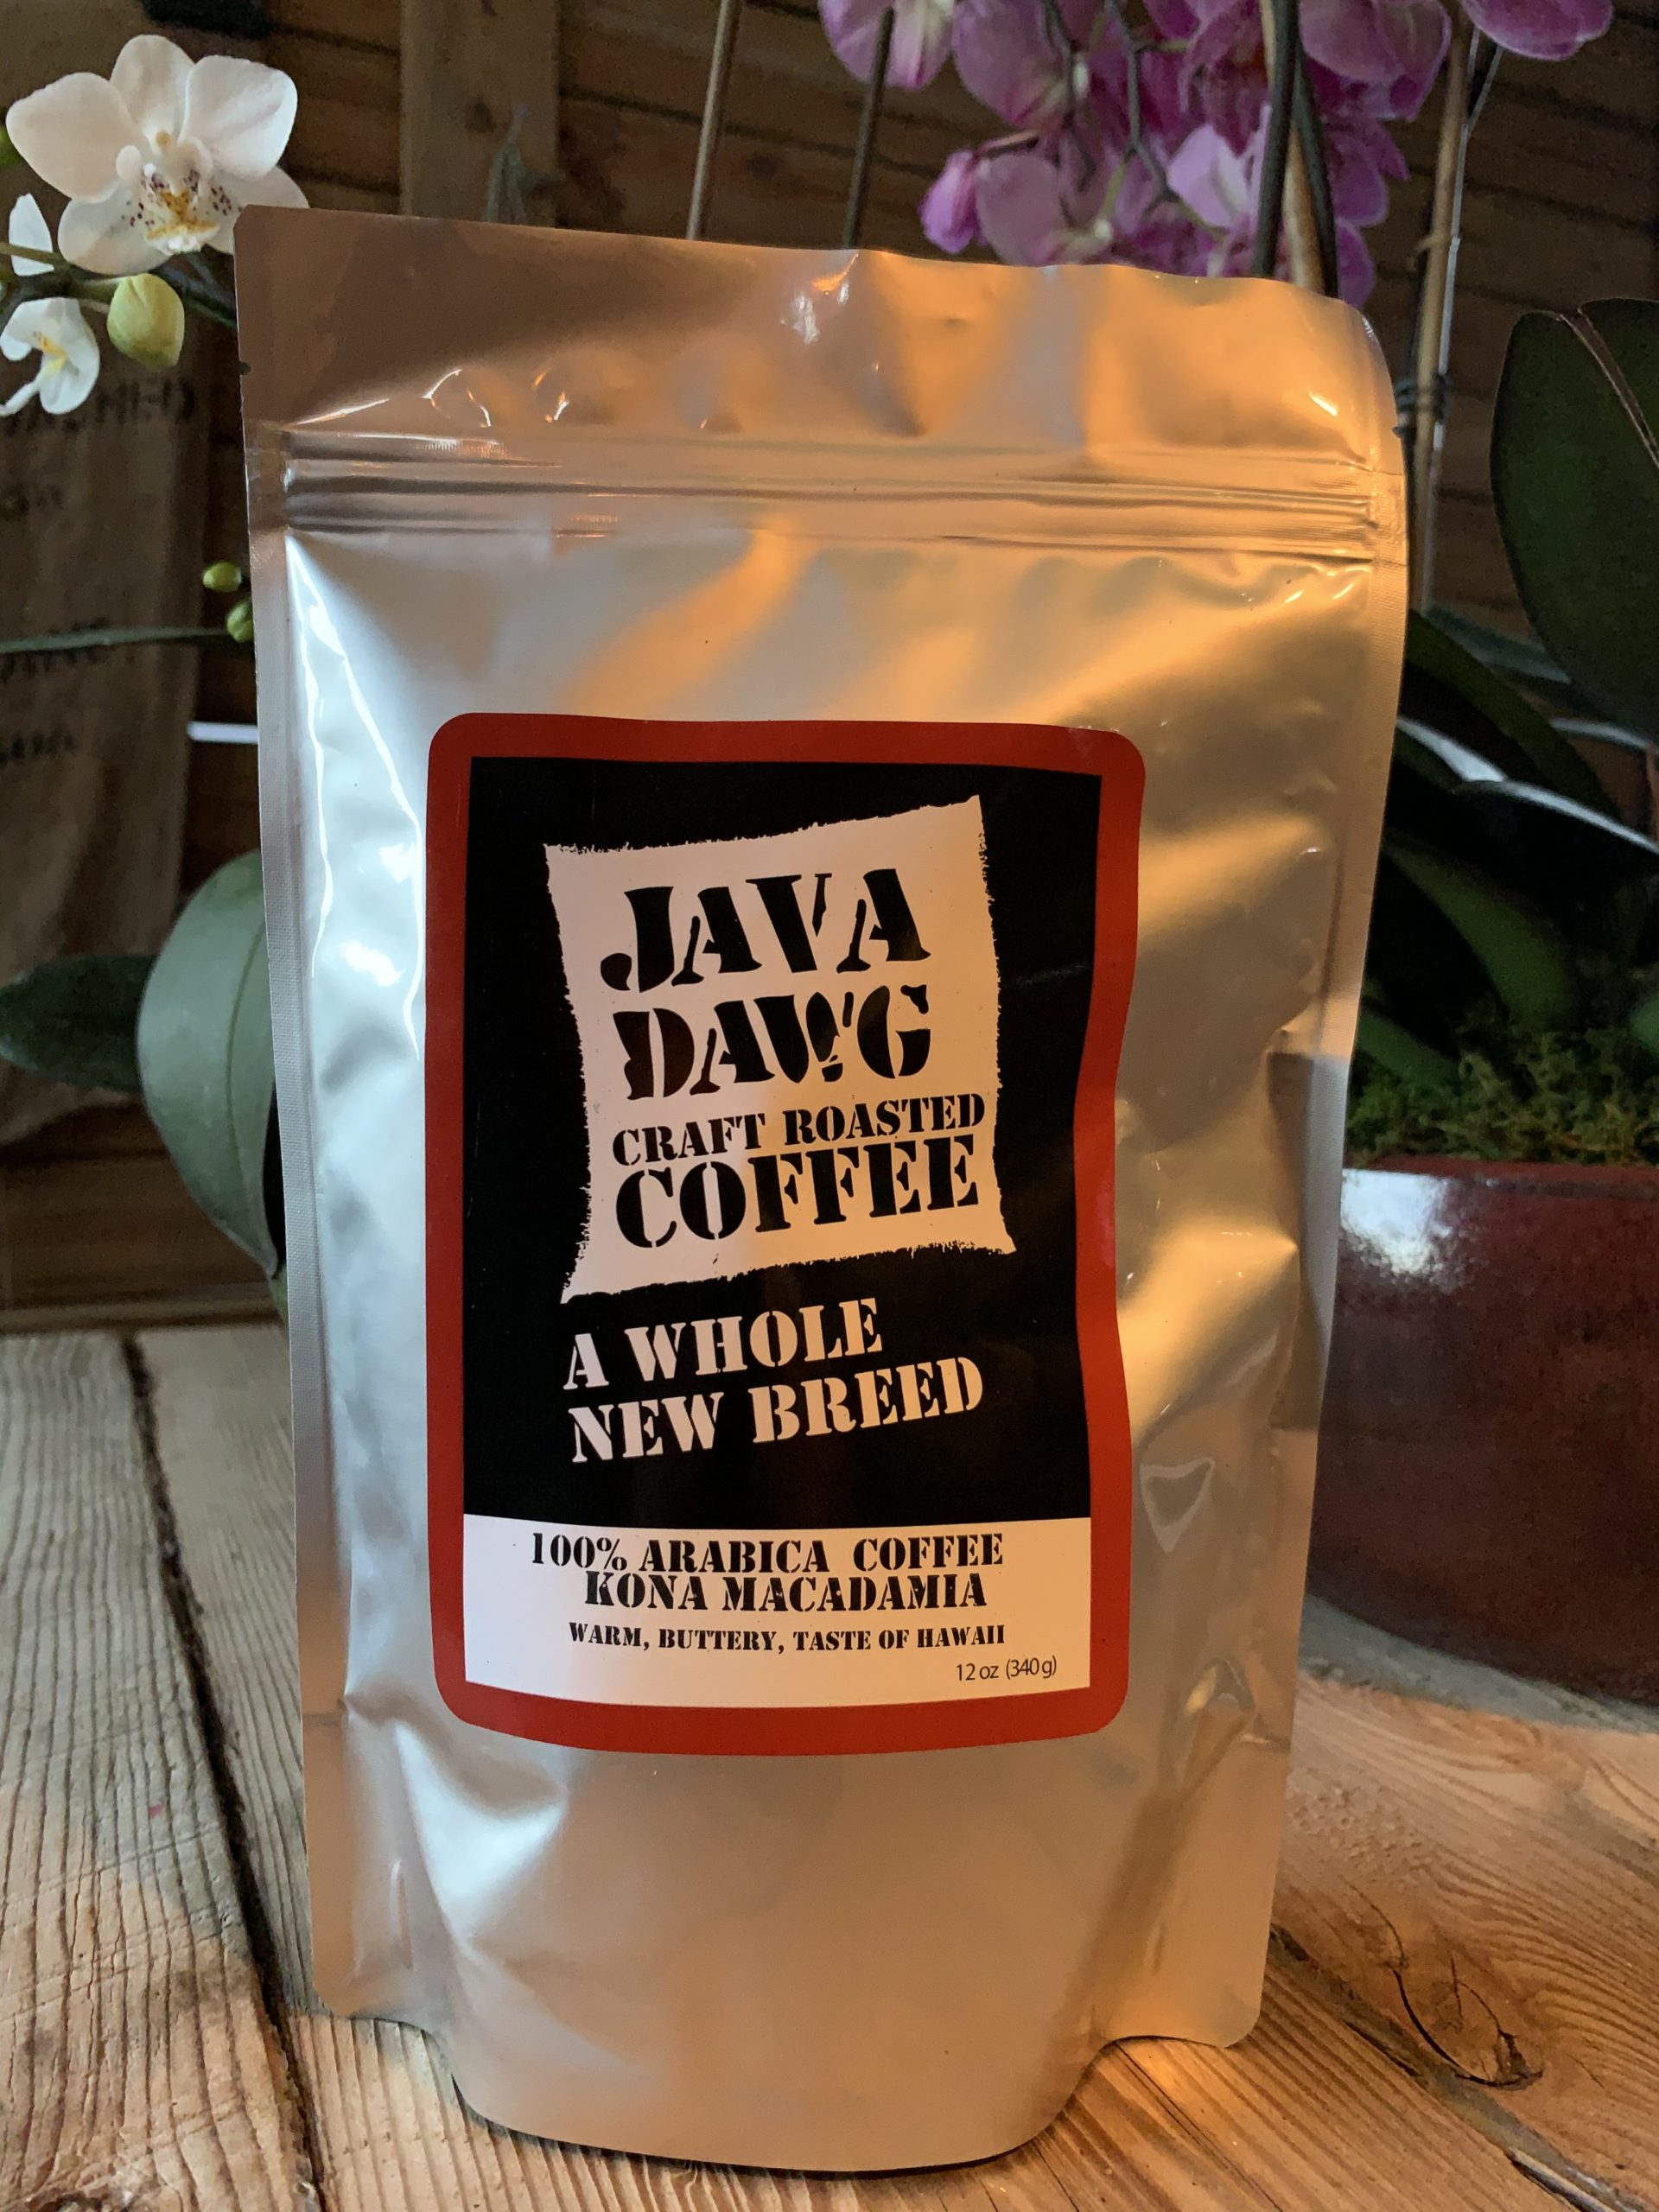 JAVA
DAWG
CRAFT ROASTED
COFFEE
A WHOLE
NEW BREED
100% ARABICA COFFEE
KONA MACADAMIA
WARM, BUTTERY, TASTE OF HAWAII
12 oz (340 g)